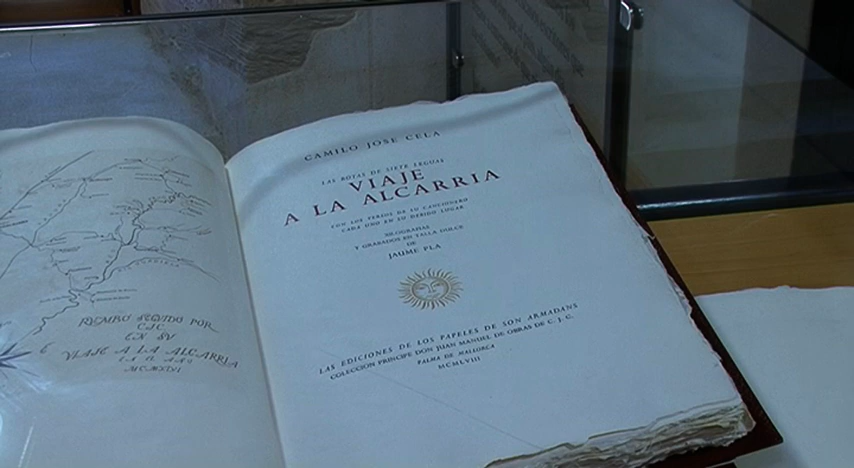 RUMBO SEGUIDO POR
CJC
EN SU
VIAJE A LA ALCARRIA
EN EL AÑO
CAMILO JOSE CELA
LAS BOTAS DE SIETE LEGUAS
VIAJE
A LA ALCARRIA
CON LOS VERSOS DE SU CANCIONERO
CADA UNO EN SU DEBIDO LUGAR
XILOGRAFIAS
Y GRABADOS EN TALLA DULCE
DE
JAUME PLA
LAS EDICIONES DE LOS PAPELES DE SON ARMADANS
COLECCION PRINCIPE DON JUAN MANUEL DE OBRAS DE C. J. C.
PALMA DE MALLORCA
MCMLVIII